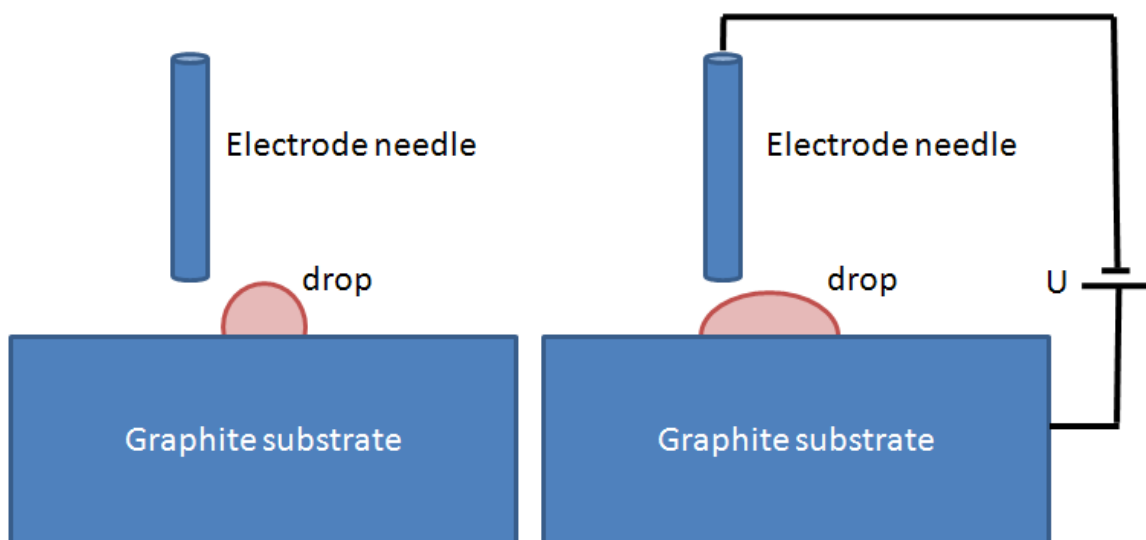 Electrode needle
drop
Graphite substrate
Electrode needle
drop
U
Graphite substrate